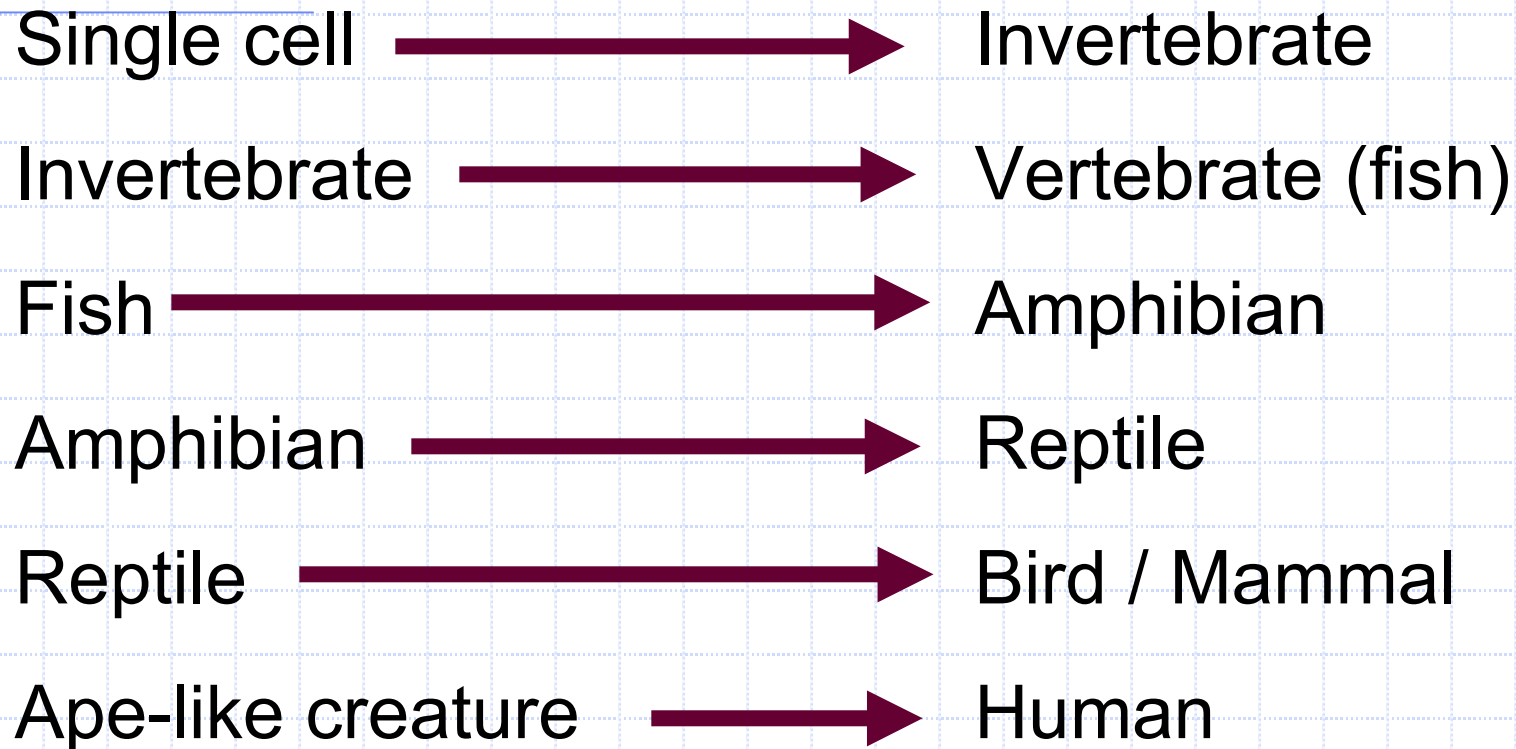 Single cell Invertebrate
Invertebrate Vertebrate (fish)
Fish Amphibian
Amphibian Reptile
Reptile Bird / Mammal
Ape-like creature Human